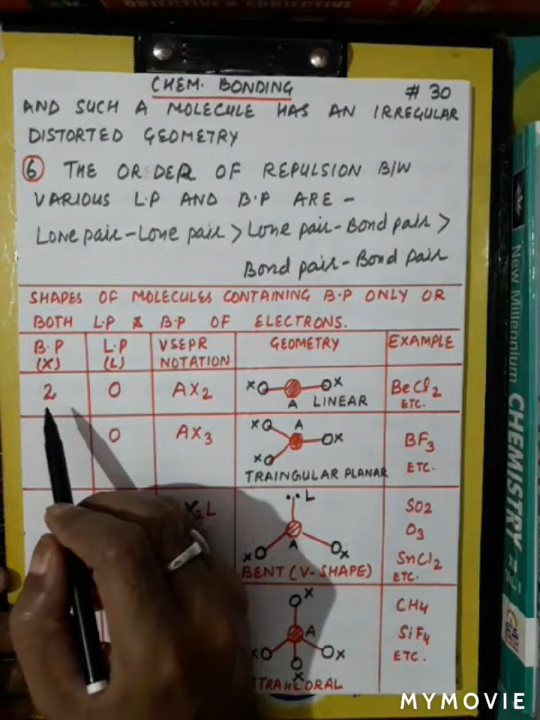 CHEM. BONDING
# 30
AND SUCH A MOLECULE HAS AN IRREGULAR
DISTORTED GEOMETRY
6 THE ORDER OF REPULSION B/W
VARIOUS L.P AND B.P ARE -
Lone pair - Lone pair > Lone pair - Bond pair >
Bond pair - Bond pair
SHAPES OF MOLECULES CONTAINING B.P ONLY OR
BOTH L.P & B.P OF ELECTRONS.
B.P (X) L.P (L) VSEPR NOTATION GEOMETRY EXAMPLE
2 0 AX2 X A X LINEAR BeCl2 ETC.
0 AX3 X A X X TRAINGULAR PLANAR BF3 ETC.
2L L A X X BENT (V-SHAPE) SO2 O3 SnCl2 ETC.
X A X X X ETRAHEDRAL CH4 SiF4 ETC.
New Millennium
CHEMISTRY
MYMOVIE